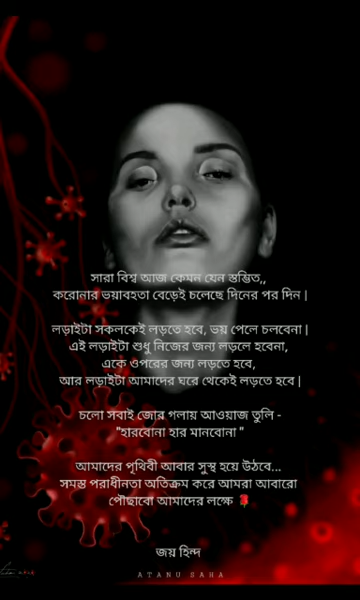 সারা বিশ্ব আজ কেমন যেন স্তম্ভিত,,
করোনার ভয়াবহতা বেড়েই চলেছে দিনের পর দিন |
লড়াইটা সকলকেই লড়তে হবে, ভয় পেলে চলবেনা |
এই লড়াইটা শুধু নিজের জন্য লড়লে হবেনা,
একে ওপরের জন্য লড়তে হবে,
আর লড়াইটা আমাদের ঘরে থেকেই লড়তে হবে |
চলো সবাই জোর গলায় আওয়াজ তুলি -
"হারবোনা হার মানবোনা "
আমাদের পৃথিবী আবার সুস্থ হয়ে উঠবে...
সমস্ত পরাধীনতা অতিক্রম করে আমরা আবারো
পৌছাবো আমাদের লক্ষে
জয় হিন্দ
ATANU SAHA